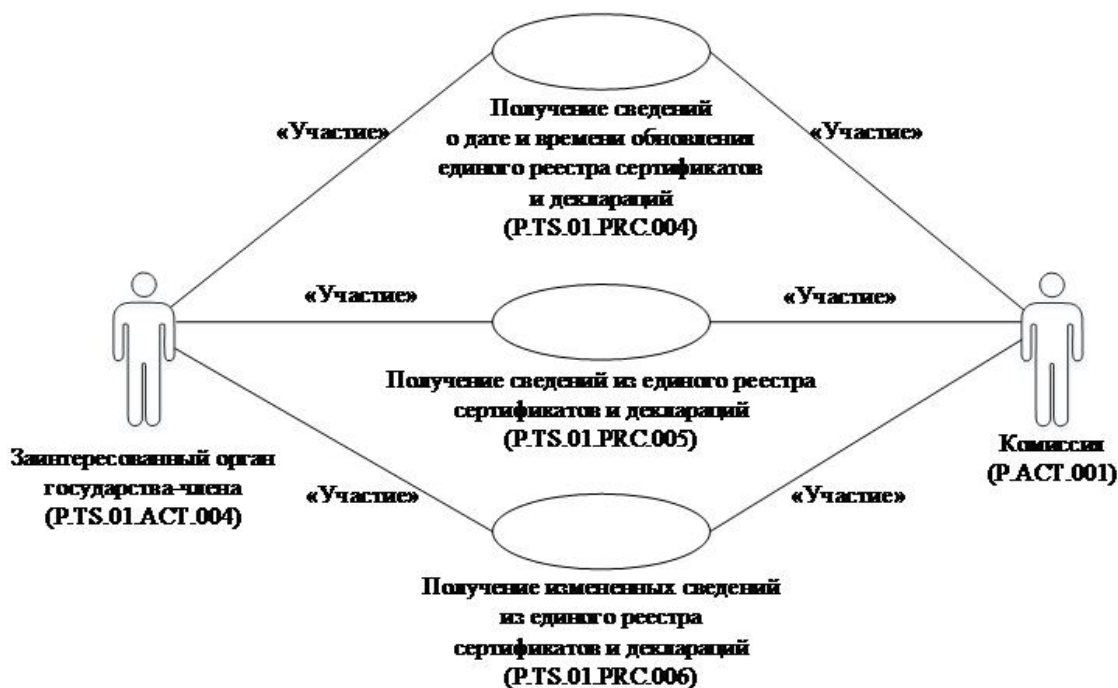 Получение сведений
о дате и времени обновления
единого реестра сертификатов
и деклараций
(P.TS.01.PRC.004)
«Участие»
«Участие»
«Участие»
«Участие»
Получение сведений из единого реестра
сертификатов и деклараций
(P.TS.01.PRC.005)
Заинтересованный орган
государства-члена
(P.TS.01.ACT.004)
Комиссия
(P.ACT.001)
«Участие»
«Участие»
Получение измененных сведений
из единого реестра
сертификатов и деклараций
(P.TS.01.PRC.006)